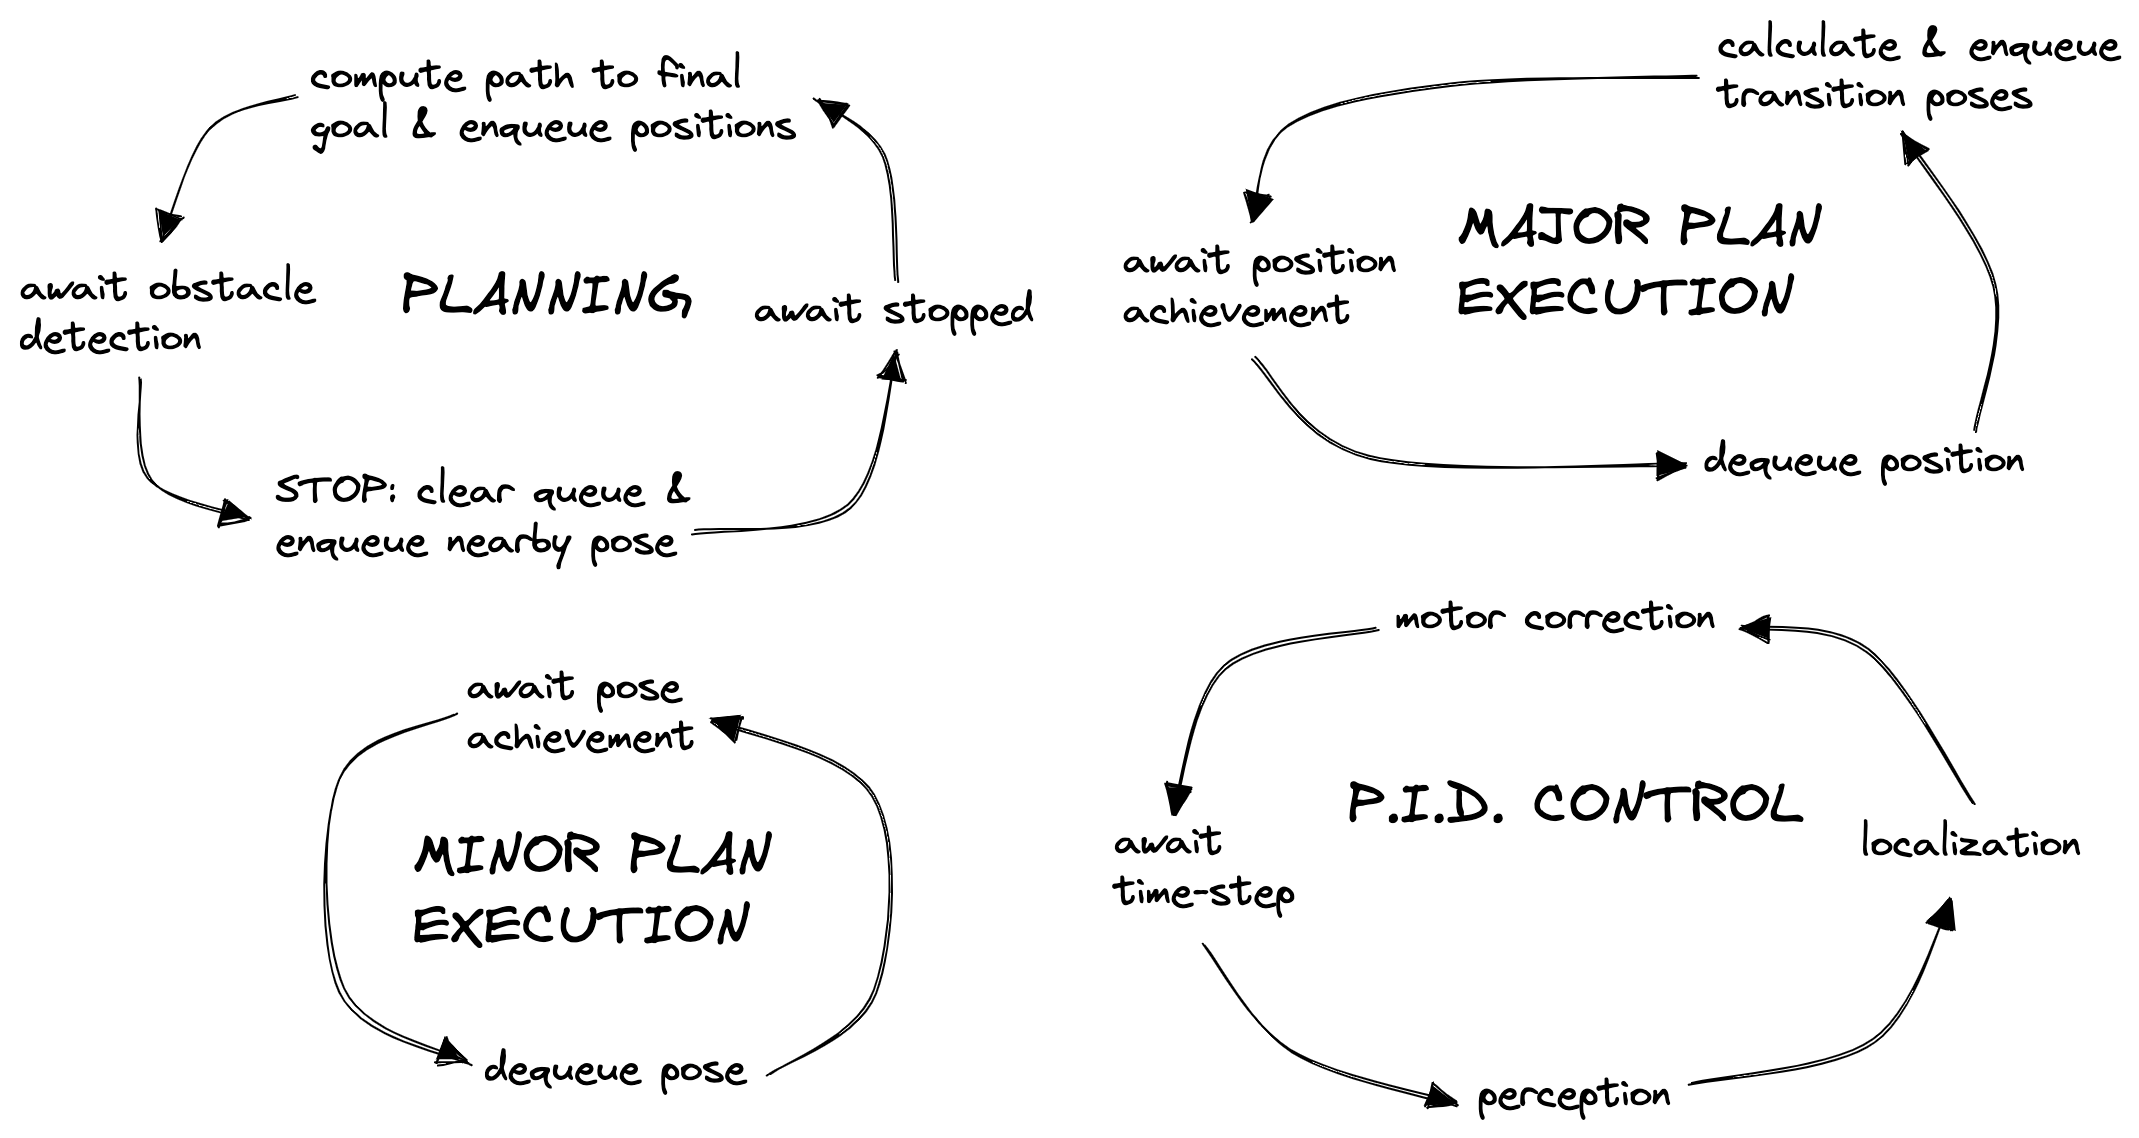 compute path to final
goal & enqueue positions
await obstacle
detection
PLANNING
await stopped
STOP: clear queue &
enqueue nearby pose
calculate & enqueue
transition poses
await position
achievement
MAJOR PLAN
EXECUTION
dequeue position
await pose
achievement
MINOR PLAN
EXECUTION
dequeue pose
motor correction
P.I.D. CONTROL
await
time-step
localization
perception